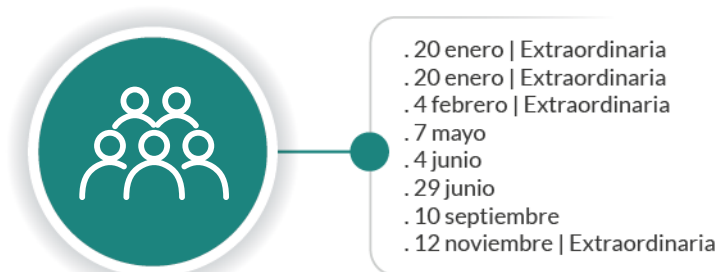 . 20 enero | Extraordinaria
. 20 enero | Extraordinaria
. 4 febrero | Extraordinaria
. 7 mayo
. 4 junio
. 29 junio
. 10 septiembre
. 12 noviembre | Extraordinaria